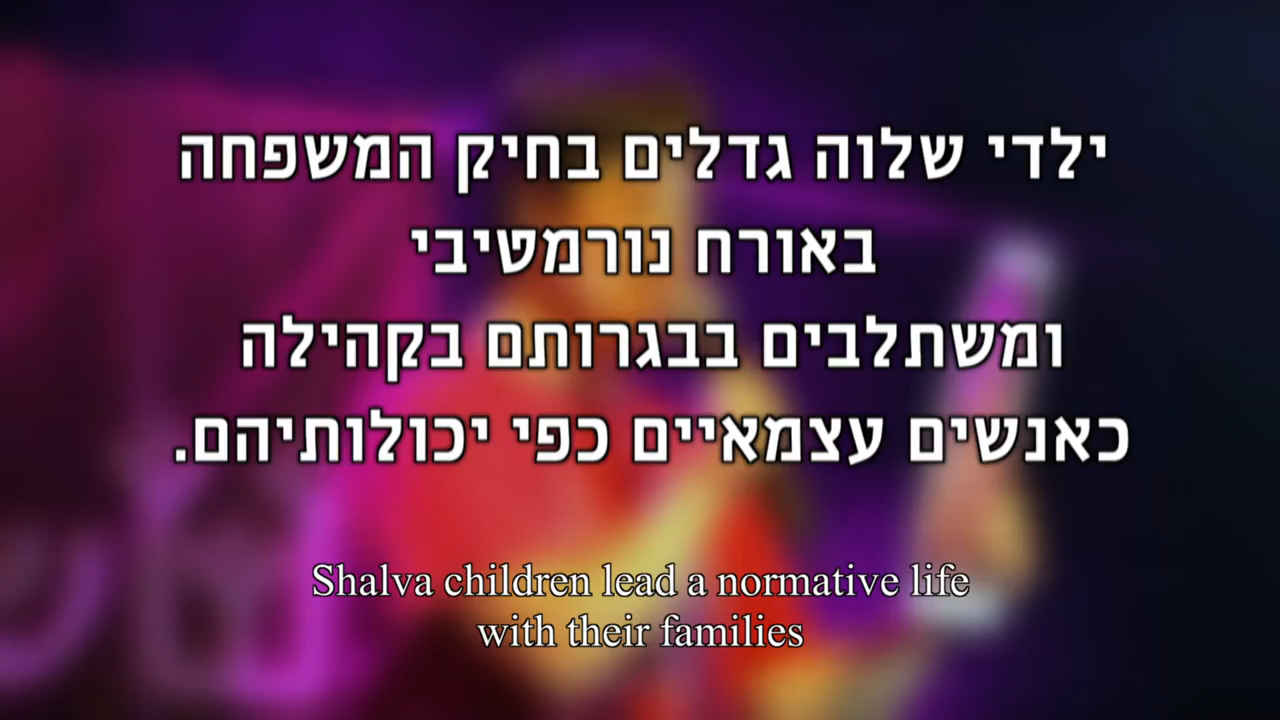 ילדי שלוה גדלים בחיק המשפחה
באורח נורמטיבי
ומשתלבים בבגרותם בקהילה
כאנשים עצמאיים כפי יכולותיהם.
Shalva children lead a normative life
with their families